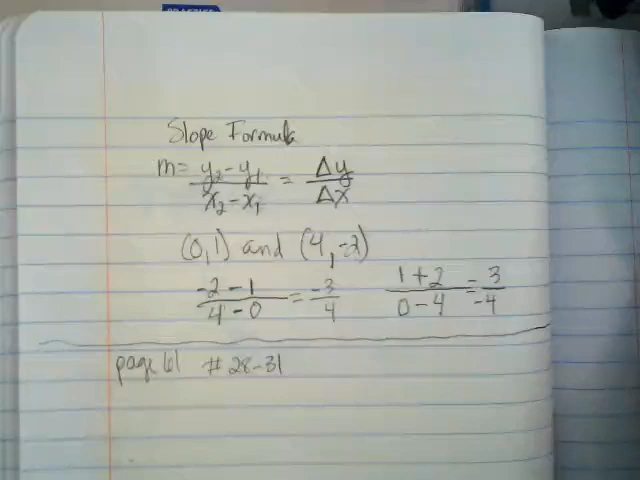 PRACTICE
Slope Formula
m = y₂ - y₁ / x₂ - x₁ = Δy / Δx
(0,1) and (4,-2)
-2 - 1 / 4 - 0 = -3 / 4    1 + 2 / 0 - 4 = 3 / -4
page 61 # 28-31